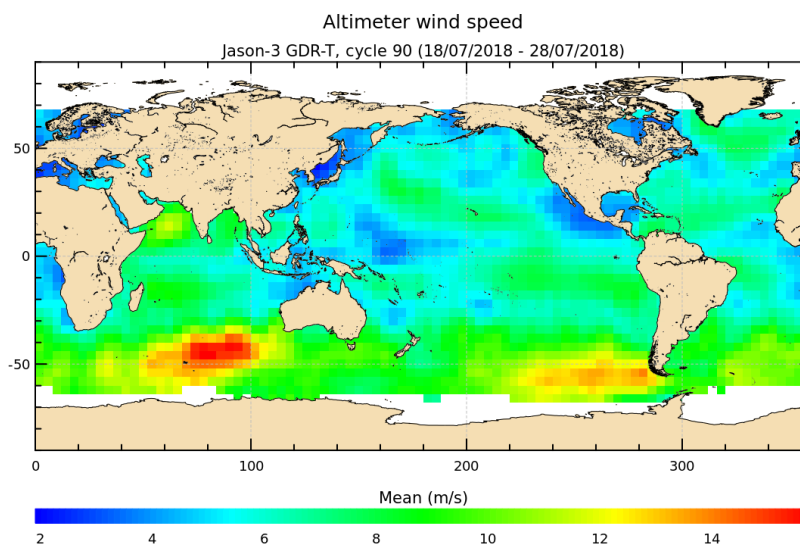 Altimeter wind speed
Jason-3 GDR-T, cycle 90 (18/07/2018 - 28/07/2018)
50
0
-50
0 100 200 300
Mean (m/s)
2 4 6 8 10 12 14